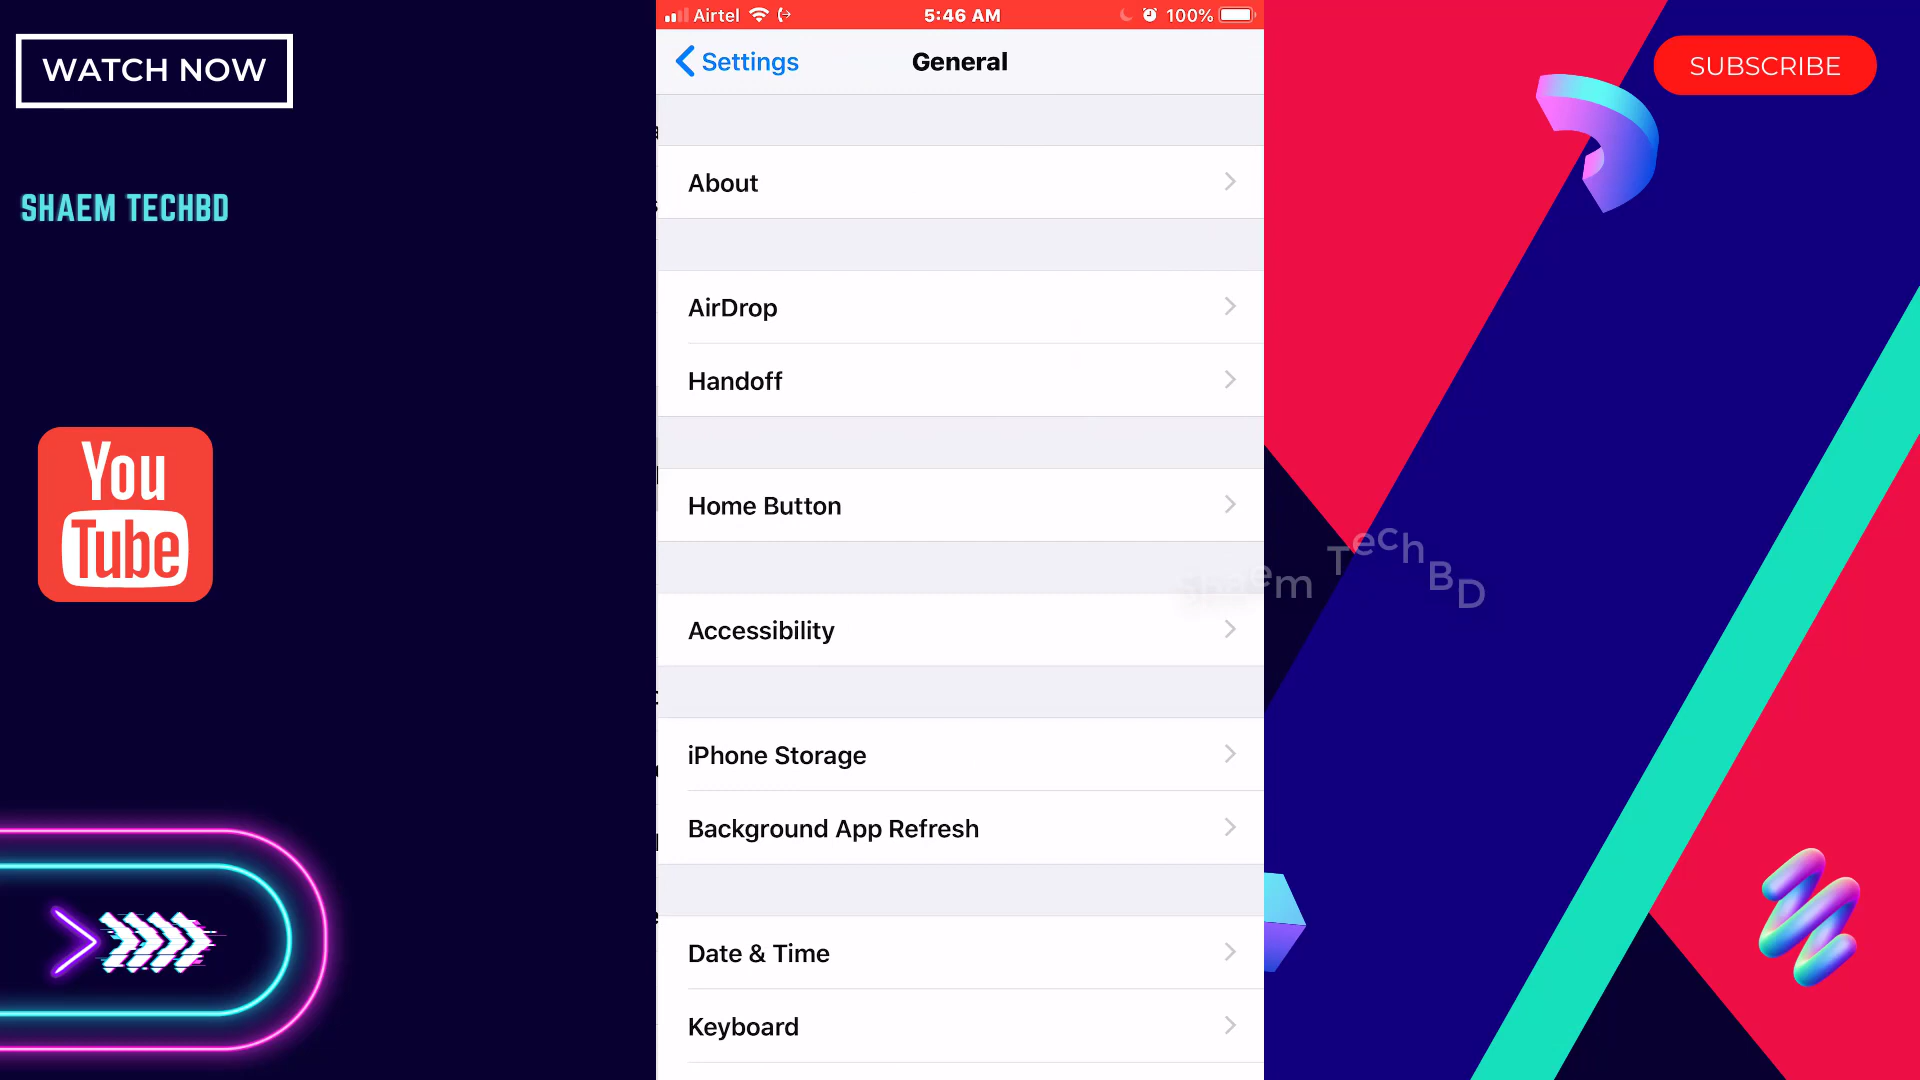 WATCH NOW
SHAEM TECHBD
You
Tube
Airtel 5:46 AM 100%
Settings General
About
AirDrop
Handoff
Home Button
Accessibility
iPhone Storage
Background App Refresh
Date & Time
Keyboard
SUBSCRIBE
TechBD